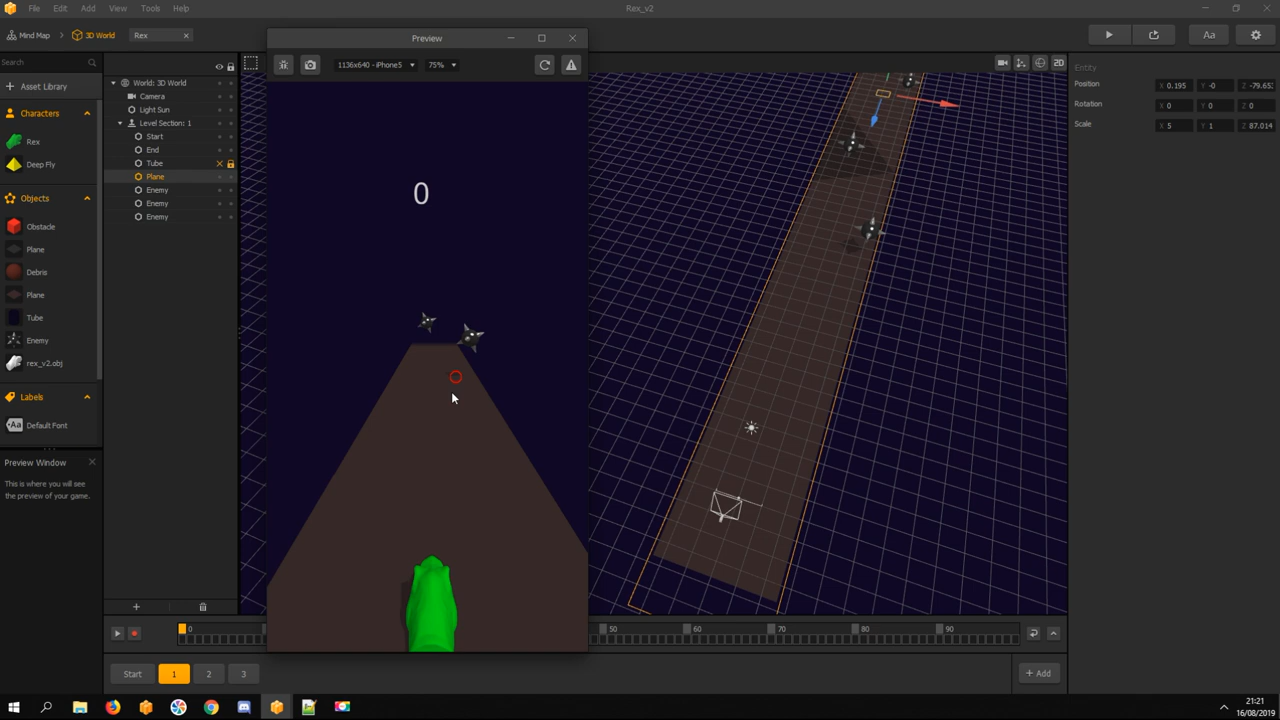 File Edit Add View Tools Help
Rex_v2
Mind Map
3D World
Rex
Aa
Search
Asset Library
Characters
Rex
Deep Fly
Objects
Obstacle
Plane
Debris
Plane
Tube
Enemy
rex_v2.obj
Labels
Aa Default Font
Preview Window
This is where you will
see the preview of your
game.
World: 3D World
Camera
Light Sun
Level Section: 1
Start
End
Tube
Plane
Enemy
Enemy
Enemy
Preview
1136x640 - iPhone5
75%
0
2D
Entity
Position X 0.195 Y -0
Rotation X 0 Y 0 Z 0
Scale X 5 Y 1 Z 87.014
0 50 60 70 80 90
Start 1 2 3
+ Add
21:21
16/08/2019